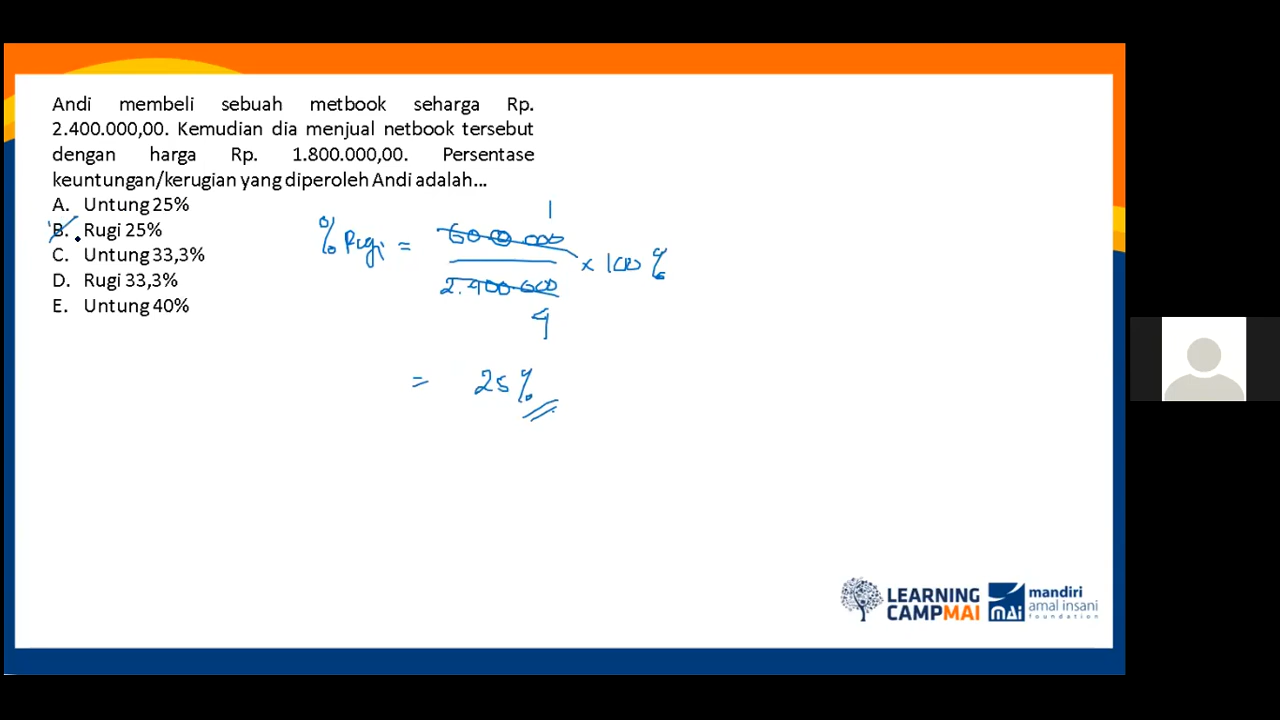 Andi membeli sebuah metbook seharga Rp.
2.400.000,00. Kemudian dia menjual netbook tersebut
dengan harga Rp. 1.800.000,00. Persentase
keuntungan/kerugian yang diperoleh Andi adalah...
A. Untung 25%
B. Rugi 25%
C. Untung 33,3%
D. Rugi 33,3%
E. Untung 40%
1
% Rugi = 600.000
× 100 %
2.400.000
4
= 25%
LEARNING
CAMPMAI
MAi
mandiri
amal insani
foundation